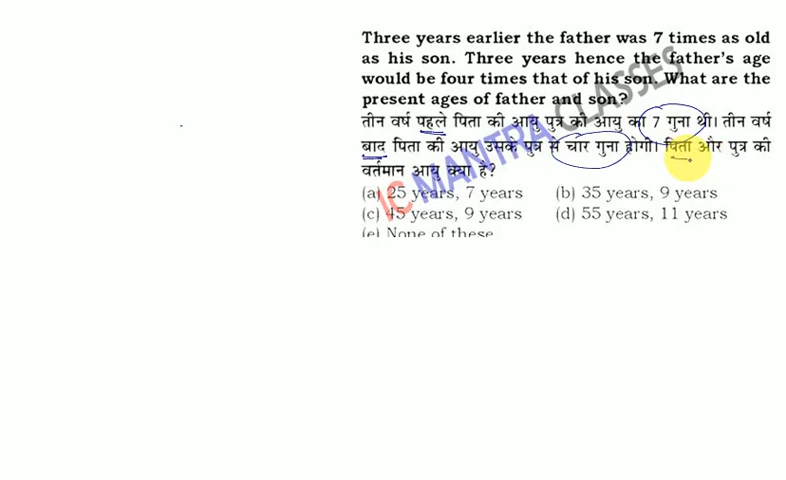 Three years earlier the father was 7 times as old
as his son. Three years hence the father's age
would be four times that of his son. What are the
present ages of father and son?
तीन वर्ष पहले पिता की आयु पुत्र की आयु का 7 गुना थी। तीन वर्ष
बाद पिता की आयु उसके पुत्र से चार गुना होगी। पिता और पुत्र की
वर्तमान आयु क्या है?
(a) 25 years, 7 years (b) 35 years, 9 years
(c) 45 years, 9 years (d) 55 years, 11 years
(e) None of these
IC MANTRA CLASSES